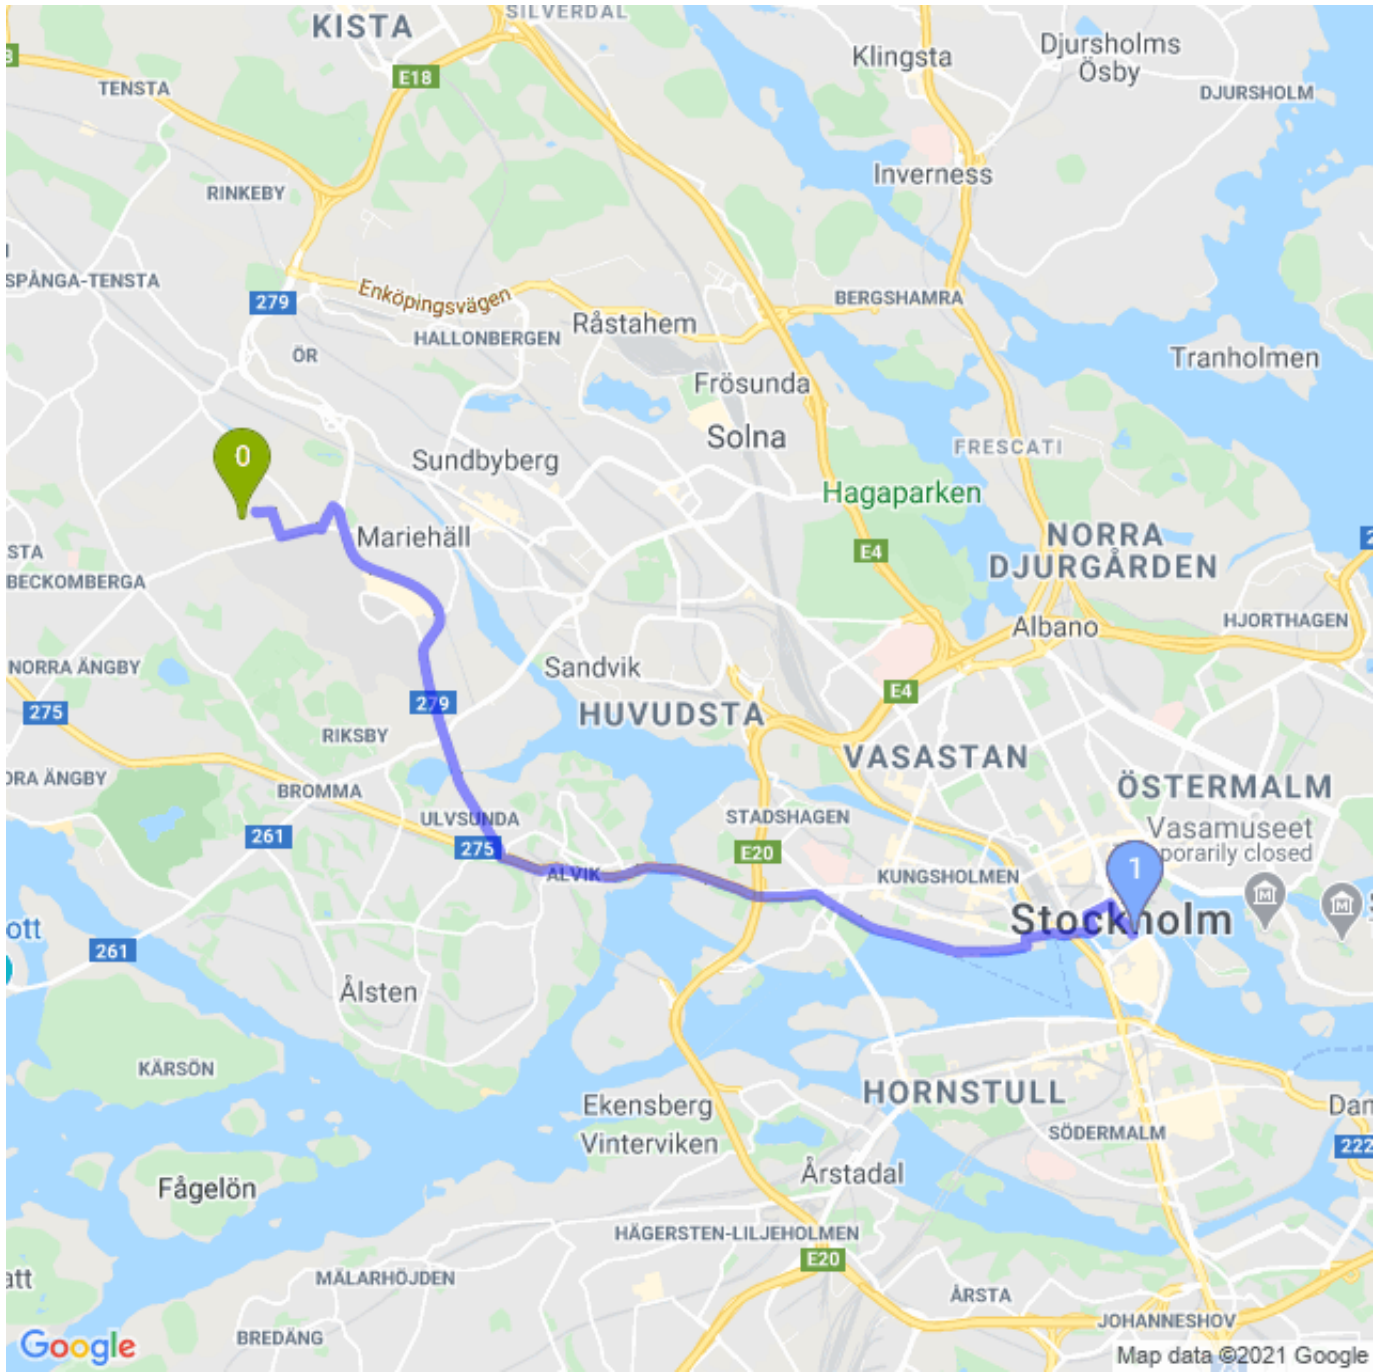 KISTA
SILVERDAL
Klingsta
Djursholms
Ösby
DJURSHOLM
E18
TENSTA
RINKEBY
Inverness
SPÅNGA-TENSTA
279
Enköpingsvägen
HALLONBERGEN
Råstahem
BERGSHAMRA
ÖR
Tranholmen
Frösunda
Solna
FRESCATI
0
Sundbyberg
Hagaparken
Mariehäll
E4
NORRA
DJURGÅRDEN
STA
BECKOMBERGA
HJORTHAGEN
Albano
NORRA ÄNGBY
Sandvik
E4
279
275
HUVUDSTA
RIKSBY
VASASTAN
ÖSTERMALM
ORA ÄNGBY
BROMMA
ULVSUNDA
STADSHAGEN
Vasamuseet
porarily closed
261
275
E20
ALVIK
KUNGSHOLMEN
1
Stockholm
ott
261
Ålsten
KÄRSÖN
HORNSTULL
Ekensberg
Vinterviken
Dan
SÖDERMALM
222
Fågelön
Årstadal
HÄGERSTEN-LILJEHOLMEN
E20
att
MÄLARHÖJDEN
ÅRSTA
JOHANNESHOV
BREDÄNG
Google
Map data ©2021 Google